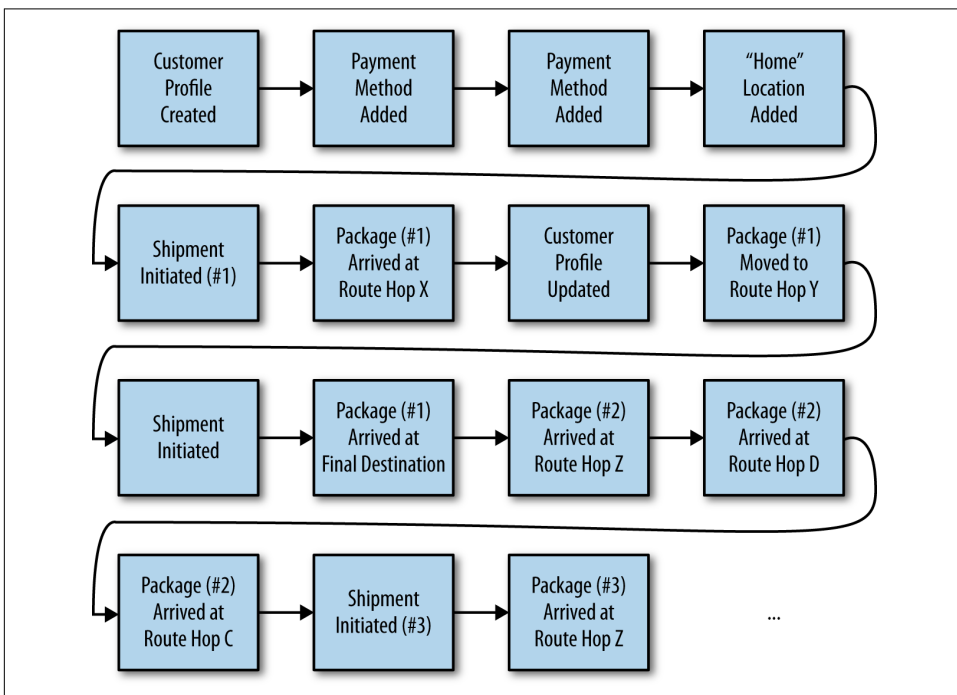 Customer
Profile
Created
Payment
Method
Added
Payment
Method
Added
“Home”
Location
Added
Shipment
Initiated (#1)
Package (#1)
Arrived at
Route Hop X
Customer
Profile
Updated
Package (#1)
Moved to
Route Hop Y
Shipment
Initiated
Package (#1)
Arrived at
Final Destination
Package (#2)
Arrived at
Route Hop Z
Package (#2)
Arrived at
Route Hop D
Package (#2)
Arrived at
Route Hop C
Shipment
Initiated (#3)
Package (#3)
Arrived at
Route Hop Z
...